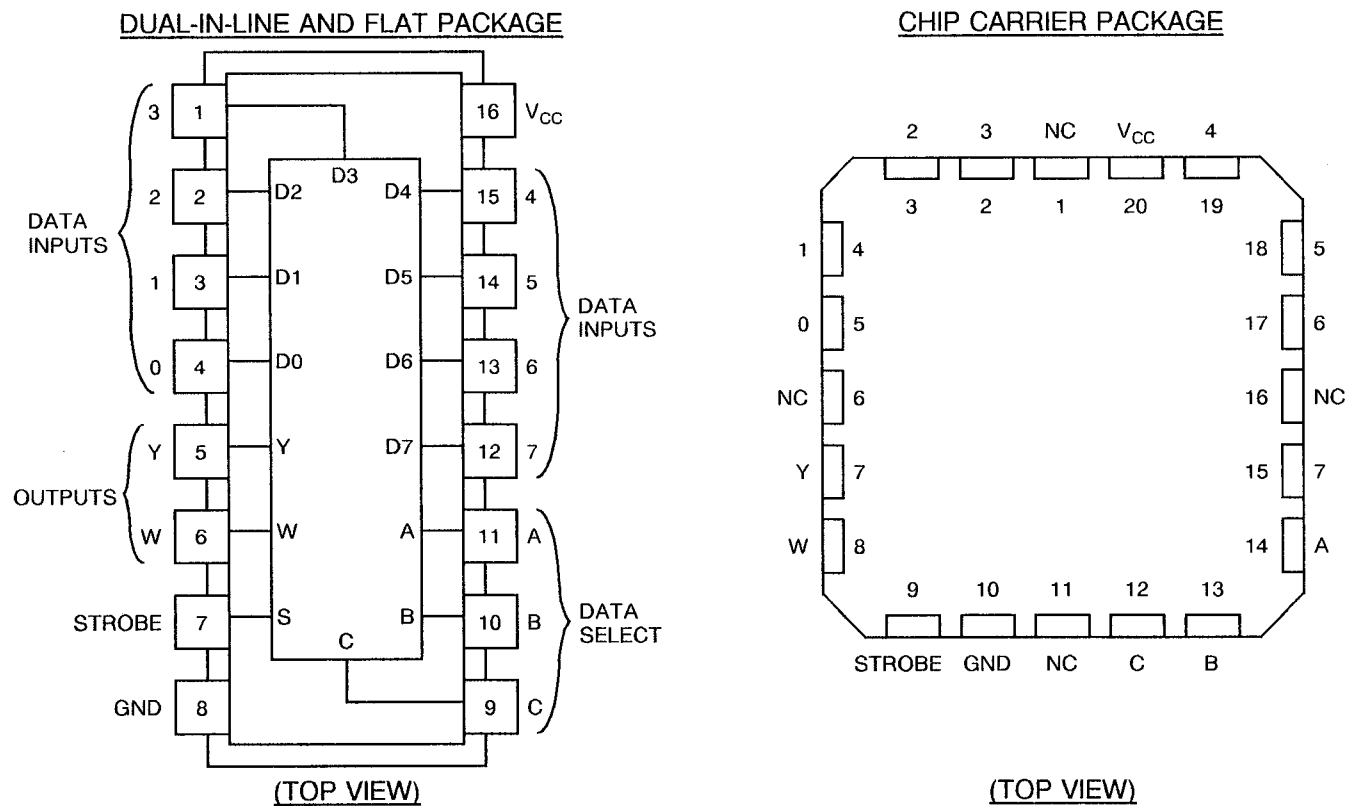 DUAL-IN-LINE AND FLAT PACKAGE
3 1 16 VCC
D3
2 2 D2 D4 15 4
DATA
INPUTS
1 3 D1 D5 14 5
DATA
INPUTS
0 4 D0 D6 13 6
Y 5 Y D7 12 7
OUTPUTS
W 6 W A 11 A
STROBE 7 S B 10 B
DATA
SELECT
C
GND 8 9 C
(TOP VIEW)
CHIP CARRIER PACKAGE
2 3 NC VCC 4
3 2 1 20 19
1 4 18 5
0 5 17 6
NC 6 16 NC
Y 7 15 7
W 8 14 A
9 10 11 12 13
STROBE GND NC C B
(TOP VIEW)